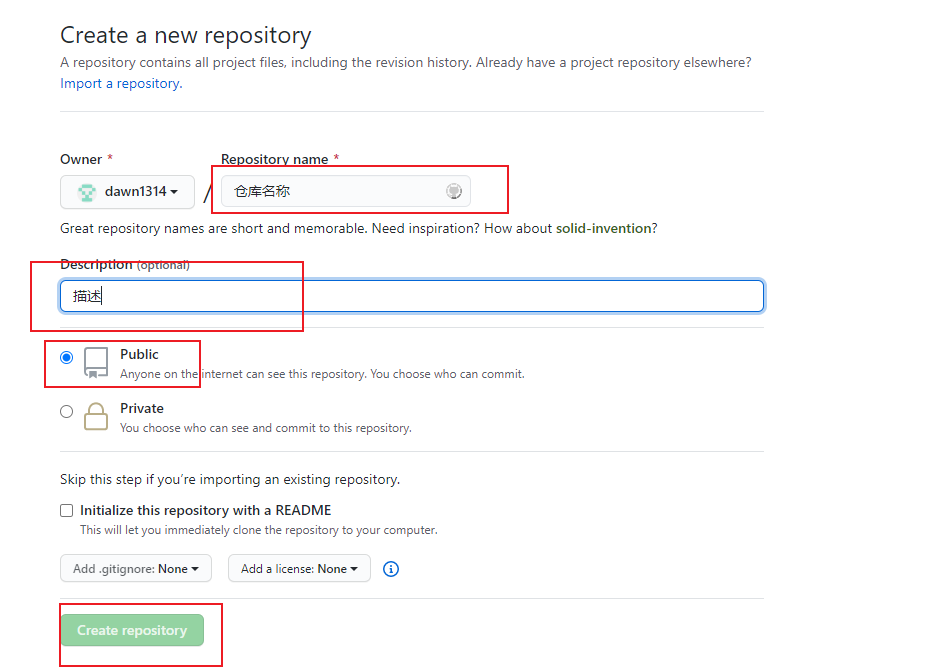 Create a new repository
A repository contains all project files, including the revision history. Already have a project repository elsewhere?
Import a repository.
Owner *
Repository name *
dawn1314
/
仓库名称
Great repository names are short and memorable. Need inspiration? How about solid-invention?
Description (optional)
描述
Public
Anyone on the internet can see this repository. You choose who can commit.
Private
You choose who can see and commit to this repository.
Skip this step if you’re importing an existing repository.
Initialize this repository with a README
This will let you immediately clone the repository to your computer.
Add .gitignore: None
Add a license: None
Create repository